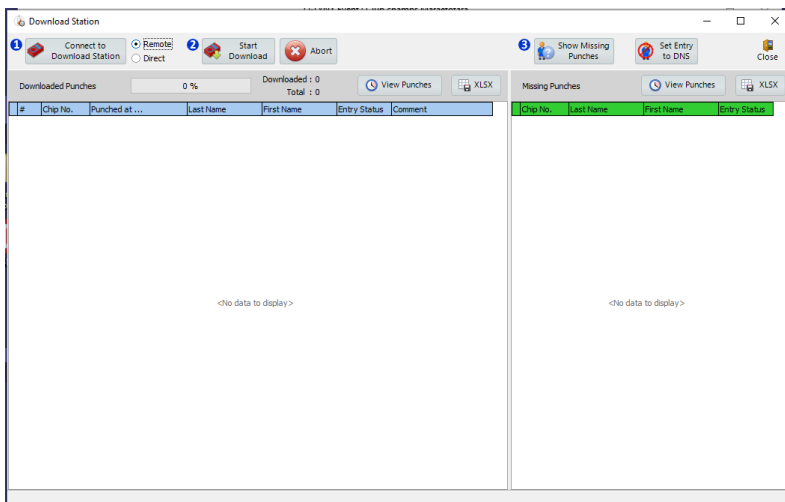 Download Station
1 Connect to
Download Station
Remote
Direct
2 Start
Download
Abort
3 Show Missing
Punches
Set Entry
to DNS
Close
Downloaded Punches
0 %
Downloaded : 0
Total : 0
View Punches
XLSX
Missing Punches
View Punches
XLSX
# Chip No. Punched at ... Last Name First Name Entry Status Comment
Chip No. Last Name First Name Entry Status
<No data to display>
<No data to display>